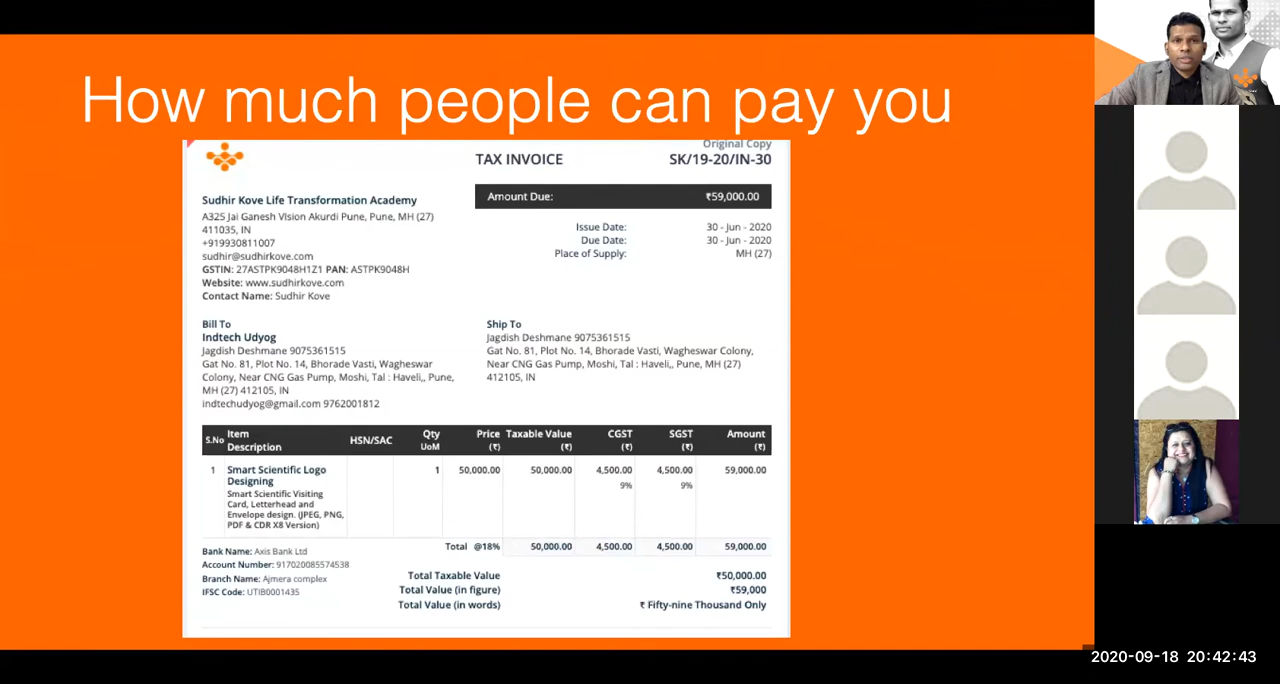 How much people can pay you
Original Copy
TAX INVOICE SK/19-20/IN-30
Amount Due: ₹59,000.00
Sudhir Kove Life Transformation Academy
A325 Jai Ganesh VIsion Akurdi Pune, Pune, MH (27)
411035, IN
+919930811007
sudhir@sudhirkove.com
GSTIN: 27ASTPK9048H1Z1 PAN: ASTPK9048H
Website: www.sudhirkove.com
Contact Name: Sudhir Kove
Issue Date: 30 - Jun - 2020
Due Date: 30 - Jun - 2020
Place of Supply: MH (27)
Bill To
Indtech Udyog
Jagdish Deshmane 9075361515
Gat No. 81, Plot No. 14, Bhorade Vasti, Wagheswar
Colony, Near CNG Gas Pump, Moshi, Tal : Haveli,, Pune,
MH (27) 412105, IN
indtechudyog@gmail.com 9762001812
Ship To
Jagdish Deshmane 9075361515
Gat No. 81, Plot No. 14, Bhorade Vasti, Wagheswar Colony,
Near CNG Gas Pump, Moshi, Tal : Haveli,, Pune, MH (27)
412105, IN
S.No Item Description HSN/SAC Qty UoM Price (₹) Taxable Value (₹) CGST (₹) SGST (₹) Amount (₹)
1 Smart Scientific Logo 1 50,000.00 50,000.00 4,500.00 4,500.00 59,000.00
Designing 9% 9%
Smart Scientific Visiting
Card, Letterhead and
Envelope design. (JPEG, PNG,
PDF & CDR X8 Version)
Total @18% 50,000.00 4,500.00 4,500.00 59,000.00
Bank Name: Axis Bank Ltd
Account Number: 917020085574538
Branch Name: Ajmera complex
IFSC Code: UTIB0001435
Total Taxable Value ₹50,000.00
Total Value (in figure) ₹59,000
Total Value (in words) ₹ Fifty-nine Thousand Only
2020-09-18 20:42:43